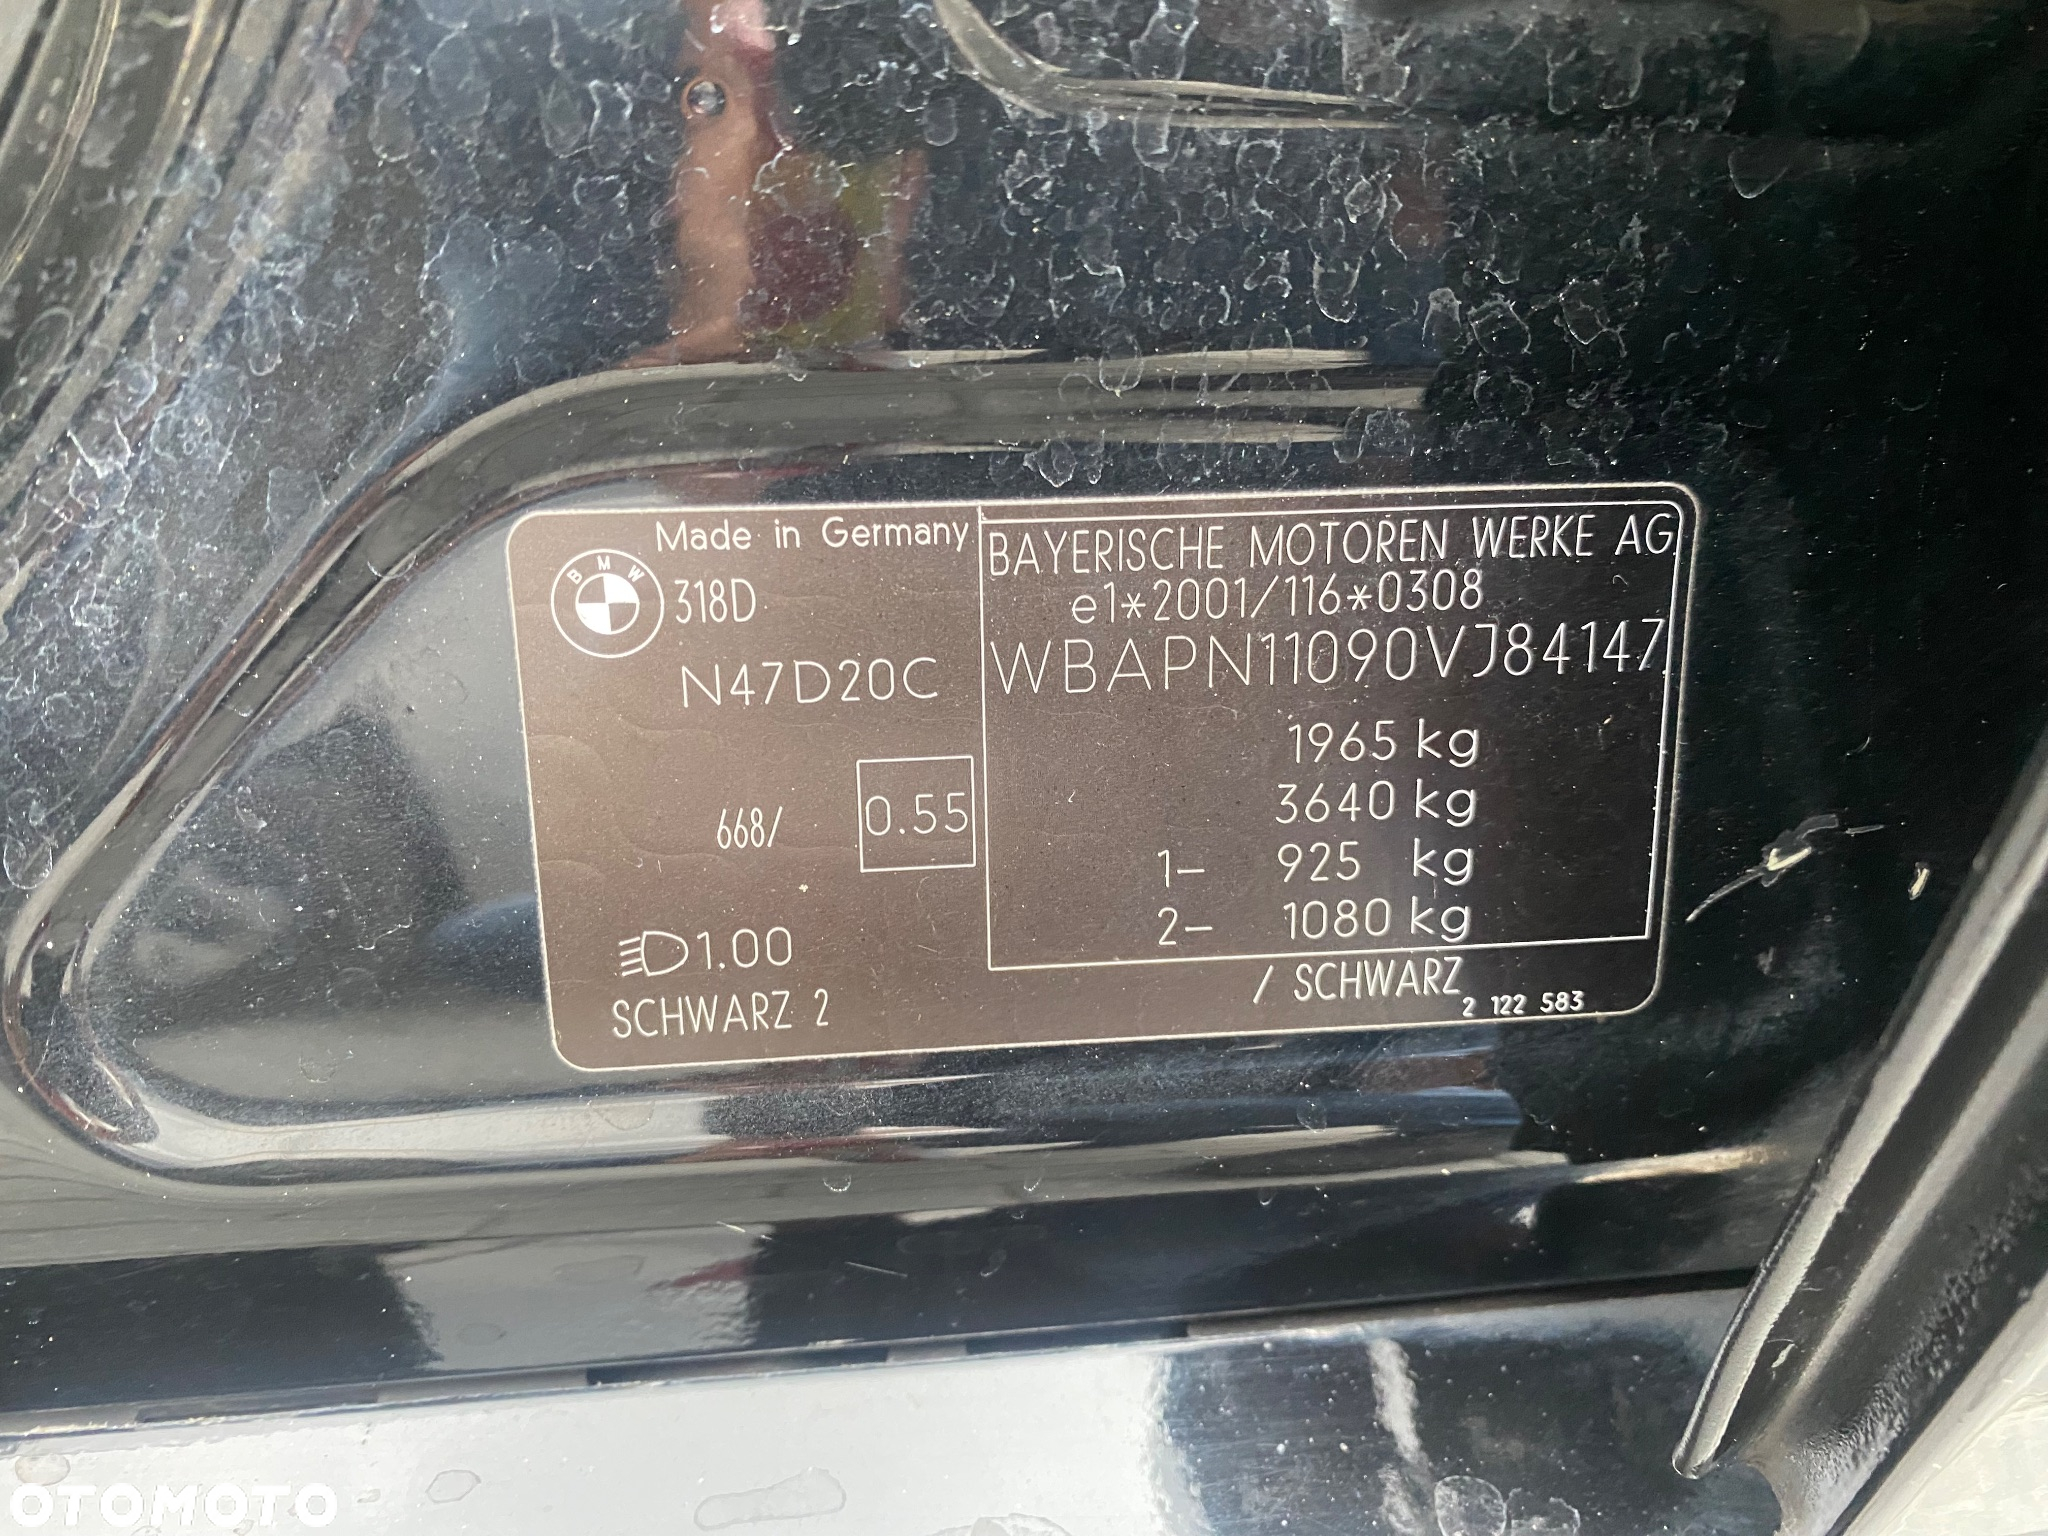 Made in Germany
BMW
318D
N47D20C
668/
0.55
1.00
SCHWARZ 2
BAYERISCHE MOTOREN WERKE AG
e1*2001/116*0308
WBAPN11090VJ84147
1965 kg
3640 kg
1- 925 kg
2- 1080 kg
/ SCHWARZ
2 122 583
OTOMOTO